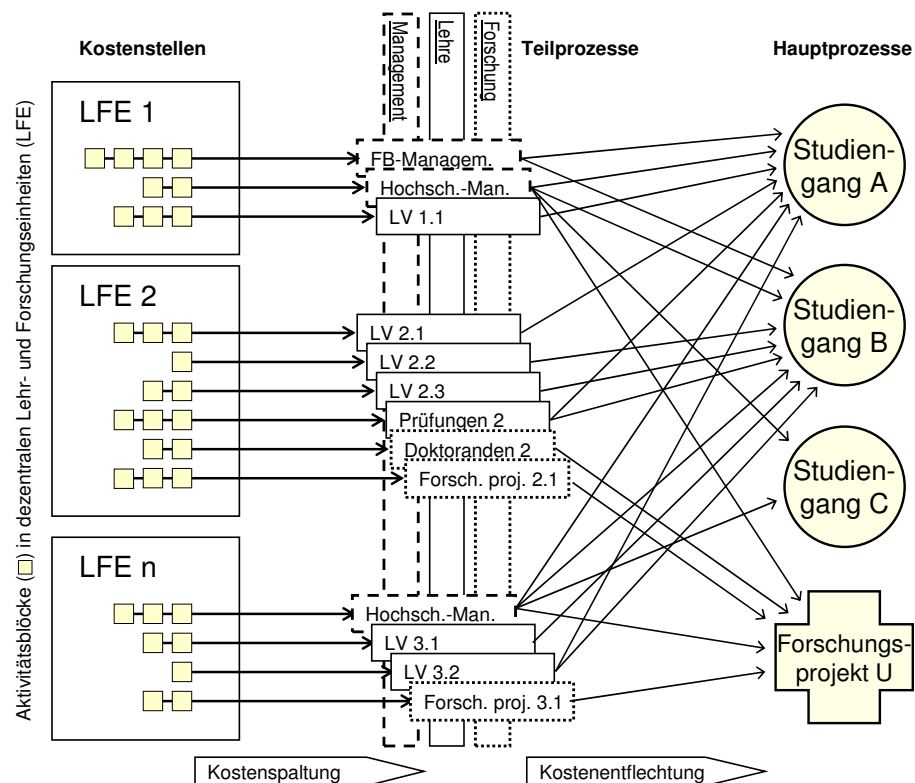 Kostenstellen
Management
Lehre
Forschung
Teilprozesse
Hauptprozesse
Aktivitätsblöcke (□) in dezentralen Lehr- und Forschungseinheiten (LFE)
LFE 1
FB-Managem.
Hochsch.-Man.
LV 1.1
LFE 2
LV 2.1
LV 2.2
LV 2.3
Prüfungen 2
Doktoranden 2
Forsch. proj. 2.1
LFE n
Hochsch.-Man.
LV 3.1
LV 3.2
Forsch. proj. 3.1
Studien-
gang A
Studien-
gang B
Studien-
gang C
Forschungs-
projekt U
Kostenspaltung
Kostenentflechtung